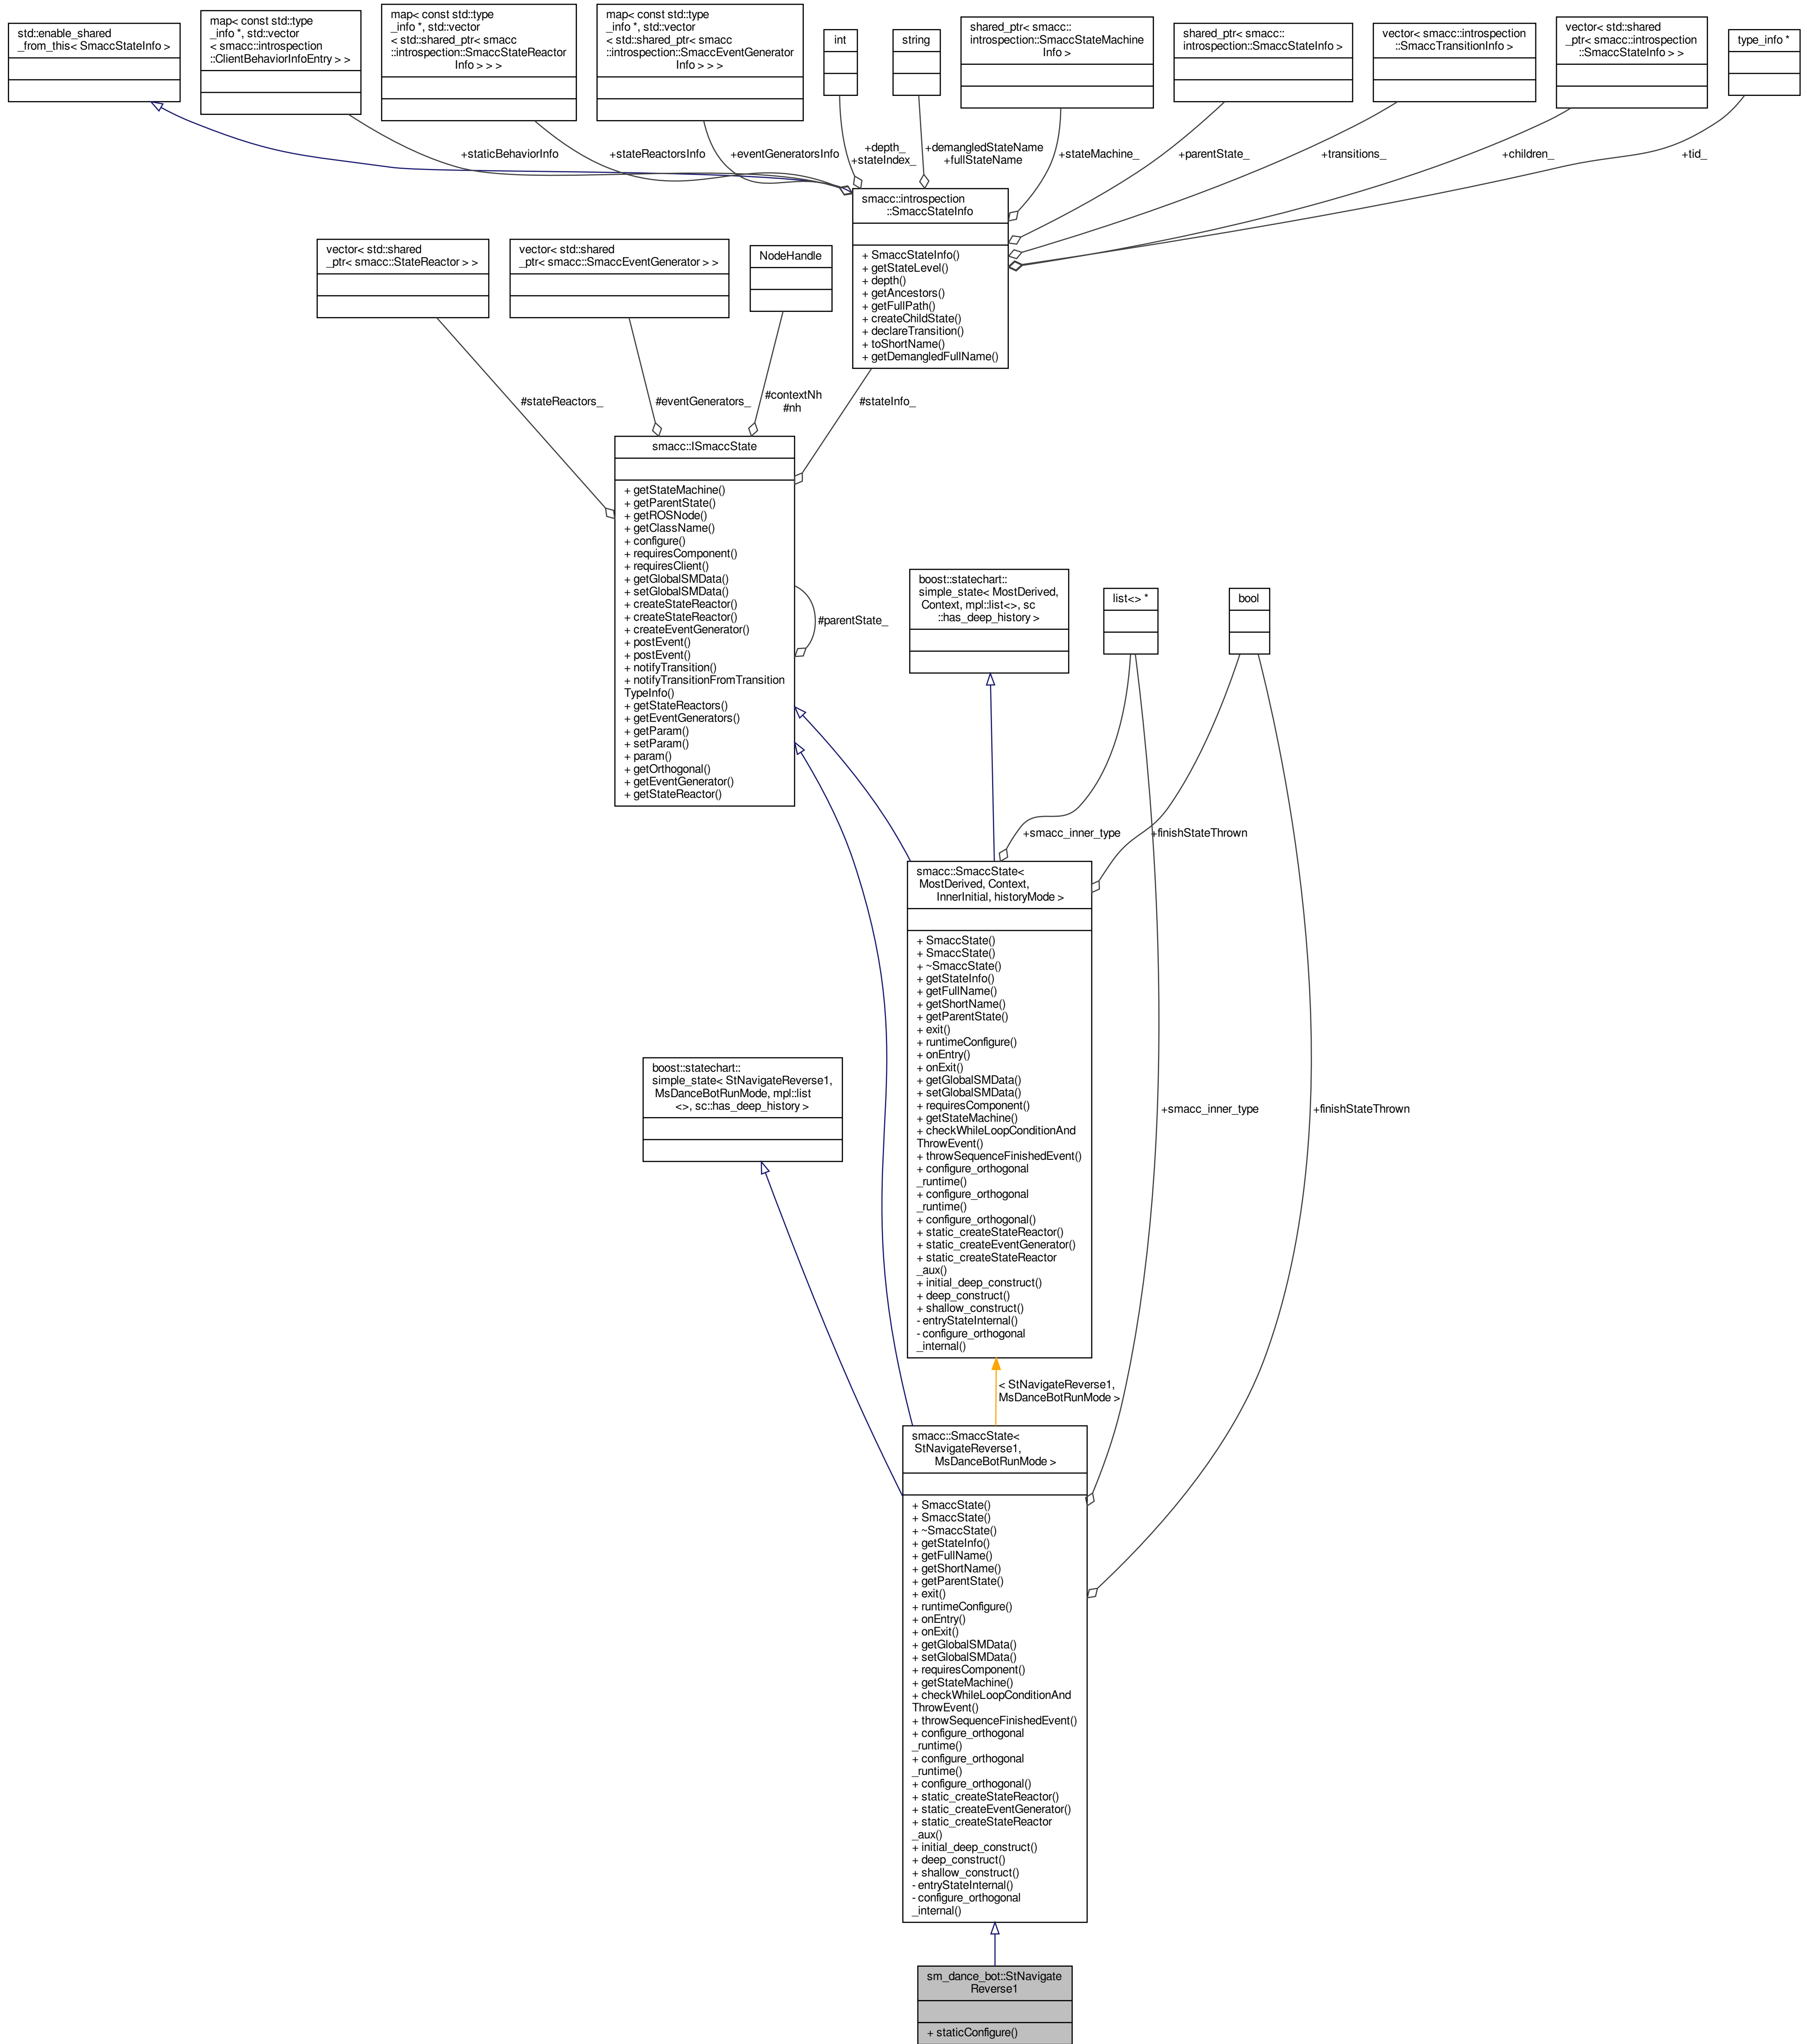 std::enable_shared
_from_this< SmaccStateInfo >
map< const std::type
_info *, std::vector
< smacc::introspection
::ClientBehaviorInfoEntry > >
map< const std::type
_info *, std::vector
< std::shared_ptr< smacc
::introspection::SmaccStateReactor
Info > > >
map< const std::type
_info *, std::vector
< std::shared_ptr< smacc
::introspection::SmaccEventGenerator
Info > > >
int
string
shared_ptr< smacc::
introspection::SmaccStateMachine
Info >
shared_ptr< smacc::
introspection::SmaccStateInfo >
vector< smacc::introspection
::SmaccTransitionInfo >
vector< std::shared
_ptr< smacc::introspection
::SmaccStateInfo > >
type_info *
+staticBehaviorInfo
+stateReactorsInfo
+eventGeneratorsInfo
+depth_
+stateIndex_
+demangledStateName
+fullStateName
+stateMachine_
+parentState_
+transitions_
+children_
+tid_
smacc::introspection
::SmaccStateInfo
+ SmaccStateInfo()
+ getStateLevel()
+ depth()
+ getAncestors()
+ getFullPath()
+ createChildState()
+ declareTransition()
+ toShortName()
+ getDemangledFullName()
vector< std::shared
_ptr< smacc::StateReactor > >
vector< std::shared
_ptr< smacc::SmaccEventGenerator > >
NodeHandle
#stateReactors_
#eventGenerators_
#contextNh
#nh
#stateInfo_
smacc::ISmaccState
+ getStateMachine()
+ getParentState()
+ getROSNode()
+ getClassName()
+ configure()
+ requiresComponent()
+ requiresClient()
+ getGlobalSMData()
+ setGlobalSMData()
+ createStateReactor()
+ createStateReactor()
+ createEventGenerator()
+ postEvent()
+ postEvent()
+ notifyTransition()
+ notifyTransitionFromTransition
TypeInfo()
+ getStateReactors()
+ getEventGenerators()
+ getParam()
+ setParam()
+ param()
+ getOrthogonal()
+ getEventGenerator()
+ getStateReactor()
#parentState_
boost::statechart::
simple_state< MostDerived,
Context, mpl::list<>, sc
::has_deep_history >
list<> *
bool
+smacc_inner_type
+finishStateThrown
smacc::SmaccState<
MostDerived, Context,
InnerInitial, historyMode >
+ SmaccState()
+ SmaccState()
+ ~SmaccState()
+ getStateInfo()
+ getFullName()
+ getShortName()
+ getParentState()
+ exit()
+ runtimeConfigure()
+ onEntry()
+ onExit()
+ getGlobalSMData()
+ setGlobalSMData()
+ requiresComponent()
+ getStateMachine()
+ checkWhileLoopConditionAnd
ThrowEvent()
+ throwSequenceFinishedEvent()
+ configure_orthogonal
_runtime()
+ configure_orthogonal
_runtime()
+ configure_orthogonal()
+ static_createStateReactor()
+ static_createEventGenerator()
+ static_createStateReactor
_aux()
+ initial_deep_construct()
+ deep_construct()
+ shallow_construct()
- entryStateInternal()
- configure_orthogonal
_internal()
boost::statechart::
simple_state< StNavigateReverse1,
MsDanceBotRunMode, mpl::list
<>, sc::has_deep_history >
+smacc_inner_type
+finishStateThrown
< StNavigateReverse1,
MsDanceBotRunMode >
smacc::SmaccState<
StNavigateReverse1,
MsDanceBotRunMode >
+ SmaccState()
+ SmaccState()
+ ~SmaccState()
+ getStateInfo()
+ getFullName()
+ getShortName()
+ getParentState()
+ exit()
+ runtimeConfigure()
+ onEntry()
+ onExit()
+ getGlobalSMData()
+ setGlobalSMData()
+ requiresComponent()
+ getStateMachine()
+ checkWhileLoopConditionAnd
ThrowEvent()
+ throwSequenceFinishedEvent()
+ configure_orthogonal
_runtime()
+ configure_orthogonal
_runtime()
+ configure_orthogonal()
+ static_createStateReactor()
+ static_createEventGenerator()
+ static_createStateReactor
_aux()
+ initial_deep_construct()
+ deep_construct()
+ shallow_construct()
- entryStateInternal()
- configure_orthogonal
_internal()
sm_dance_bot::StNavigate
Reverse1
+ staticConfigure()